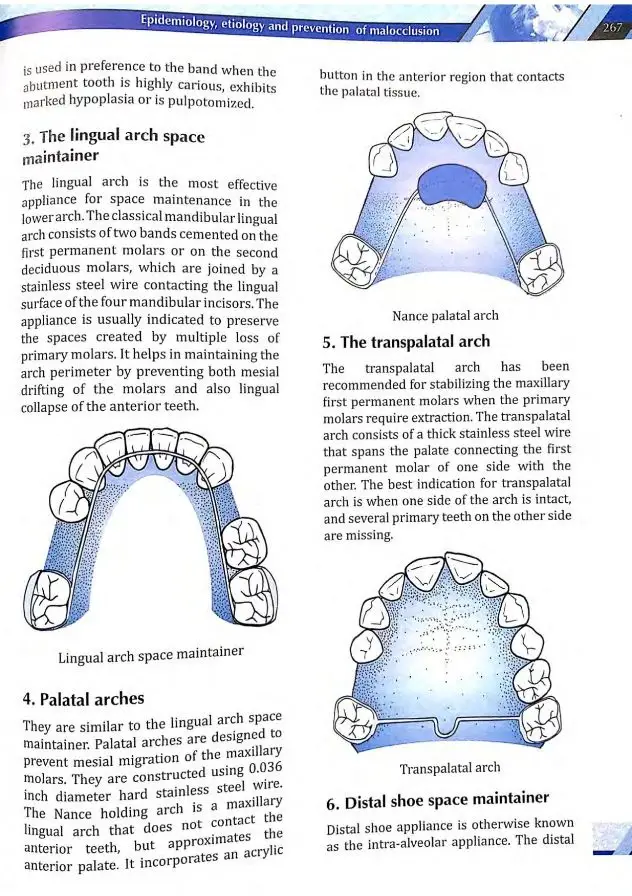 Epidemiology, etiology and prevention of malocclusion
267
is used in preference to the band when the
abutment tooth is highly carious, exhibits
marked hypoplasia or is pulpotomized.
3. The lingual arch space
maintainer
The lingual arch is the most effective
appliance for space maintenance in the
lower arch. The classical mandibular lingual
arch consists of two bands cemented on the
first permanent molars or on the second
deciduous molars, which are joined by a
stainless steel wire contacting the lingual
surface of the four mandibular incisors. The
appliance is usually indicated to preserve
the spaces created by multiple loss of
primary molars. It helps in maintaining the
arch perimeter by preventing both mesial
drifting of the molars and also lingual
collapse of the anterior teeth.
Lingual arch space maintainer
4. Palatal arches
They are similar to the lingual arch space
maintainer. Palatal arches are designed to
prevent mesial migration of the maxillary
molars. They are constructed using 0.036
inch diameter hard stainless steel wire.
The Nance holding arch is a maxillary
lingual arch that does not contact the
anterior teeth, but approximates the
anterior palate. It incorporates an acrylic
button in the anterior region that contacts
the palatal tissue.
Nance palatal arch
5. The transpalatal arch
The transpalatal arch has been
recommended for stabilizing the maxillary
first permanent molars when the primary
molars require extraction. The transpalatal
arch consists of a thick stainless steel wire
that spans the palate connecting the first
permanent molar of one side with the
other. The best indication for transpalatal
arch is when one side of the arch is intact,
and several primary teeth on the other side
are missing.
Transpalatal arch
6. Distal shoe space maintainer
Distal shoe appliance is otherwise known
as the intra-alveolar appliance. The distal